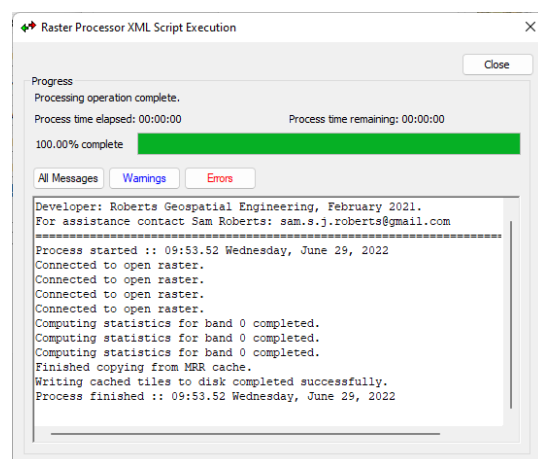 Raster Processor XML Script Execution
Close
Progress
Processing operation complete.
Process time elapsed: 00:00:00 Process time remaining: 00:00:00
100.00% complete
All Messages Warnings Errors
Developer: Roberts Geospatial Engineering, February 2021.
For assistance contact Sam Roberts: sam.s.j.roberts@gmail.com
================================================================
Process started :: 09:53.52 Wednesday, June 29, 2022
Connected to open raster.
Connected to open raster.
Connected to open raster.
Connected to open raster.
Computing statistics for band 0 completed.
Computing statistics for band 0 completed.
Computing statistics for band 0 completed.
Finished copying from MRR cache.
Writing cached tiles to disk completed successfully.
Process finished :: 09:53.52 Wednesday, June 29, 2022